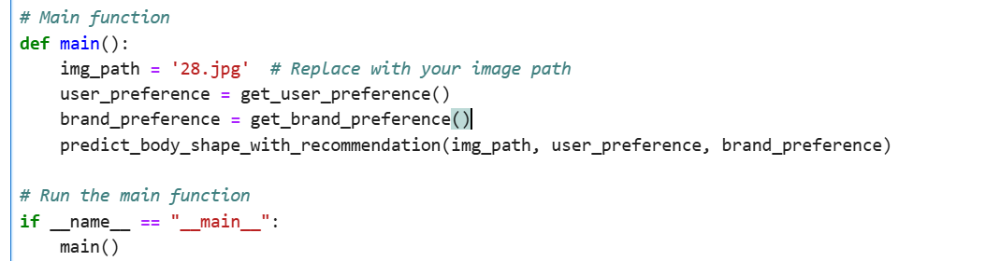 # Main function
def main():
    img_path = '28.jpg'  # Replace with your image path
    user_preference = get_user_preference()
    brand_preference = get_brand_preference()
    predict_body_shape_with_recommendation(img_path, user_preference, brand_preference)

# Run the main function
if __name__ == "__main__":
    main()